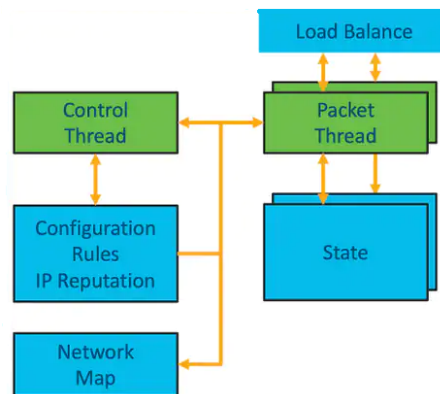 Load Balance
Control
Thread
Packet
Thread
Configuration
Rules
IP Reputation
State
Network
Map